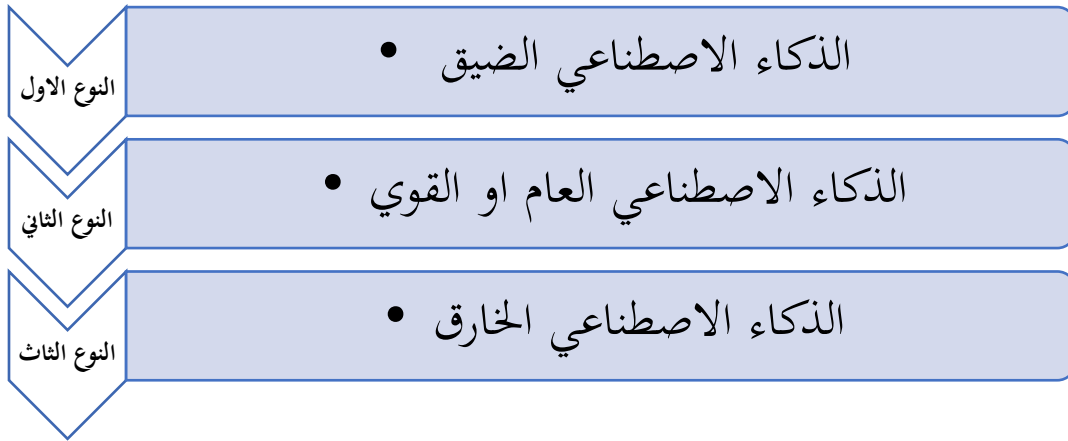 النوع الاول
الذكاء الاصطناعي الضيق •
النوع الثاني
الذكاء الاصطناعي العام او القوي •
النوع الثاث
الذكاء الاصطناعي الخارق •